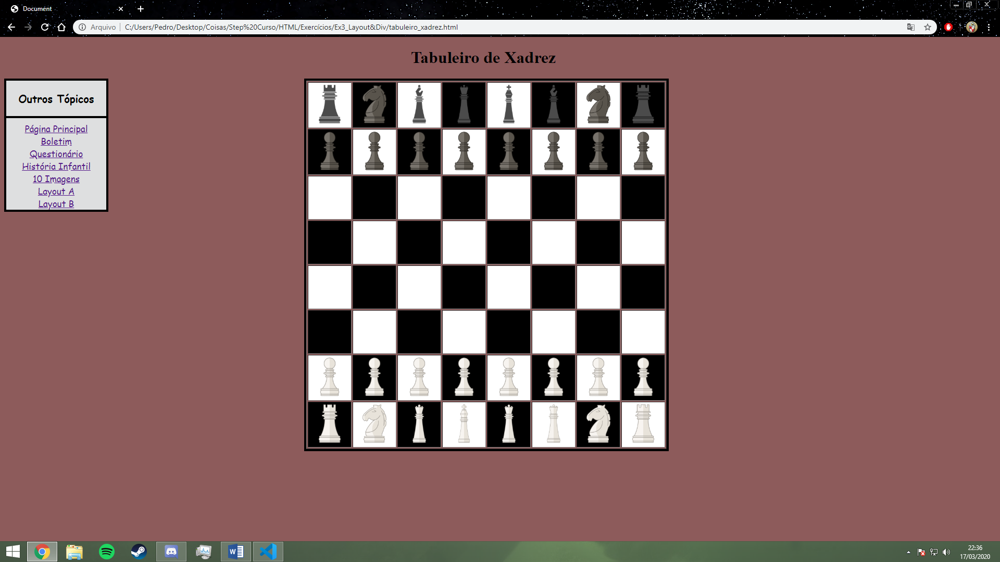 Document
Arquivo
C:/Users/Pedro/Desktop/Coisas/Step%20Curso/HTML/Exercícios/Ex3_Layout&Div/tabuleiro_xadrez.html
Tabuleiro de Xadrez
Outros Tópicos
Página Principal
Boletim
Questionário
História Infantil
10 Imagens
Layout A
Layout B
22:36
17/03/2020